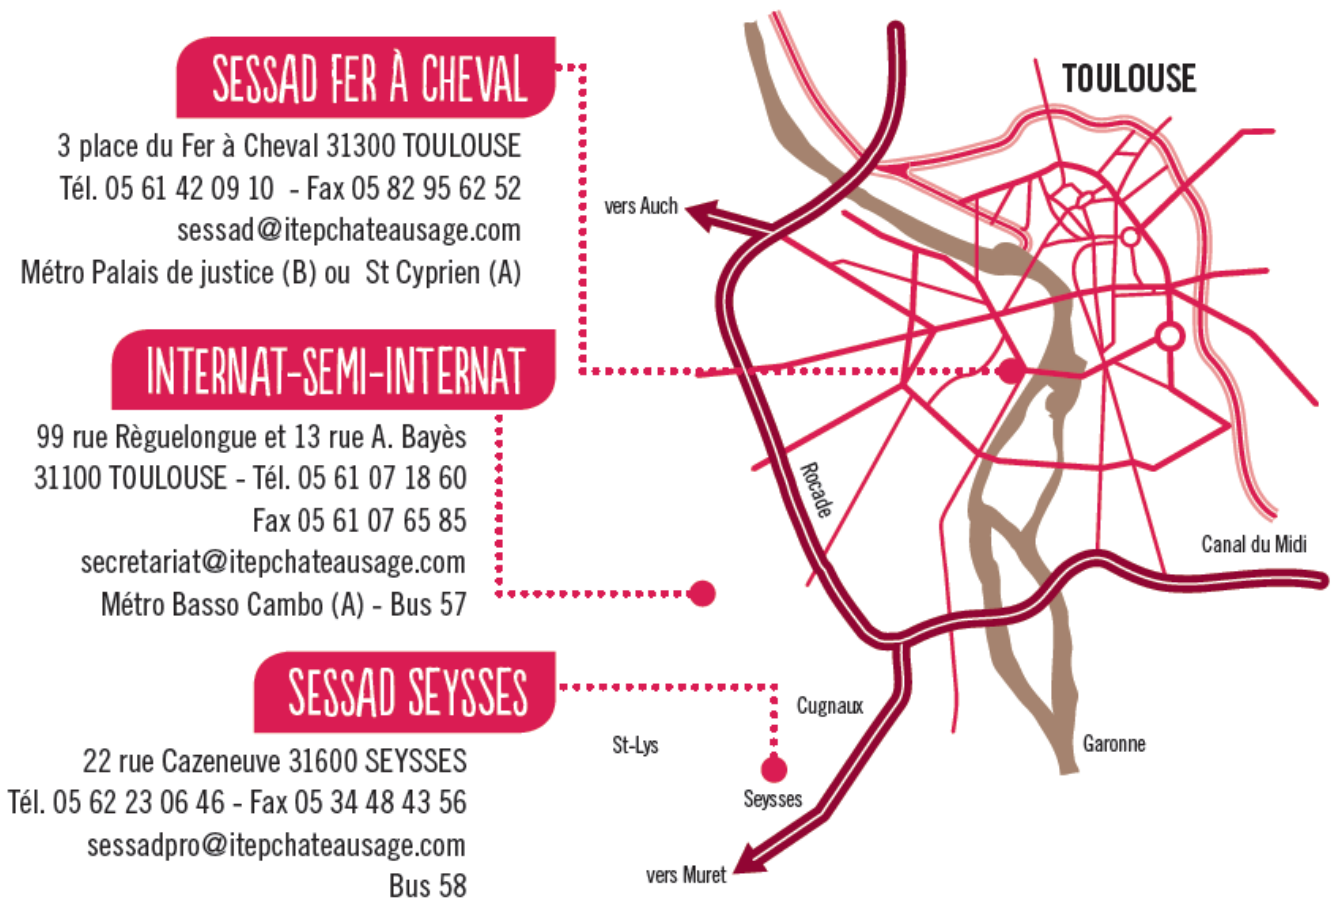 SESSAD FER À CHEVAL
3 place du Fer à Cheval 31300 TOULOUSE
Tél. 05 61 42 09 10 - Fax 05 82 95 62 52
sessad@itepchateausage.com
Métro Palais de justice (B) ou St Cyprien (A)
INTERNAT-SEMI-INTERNAT
99 rue Règuelongue et 13 rue A. Bayès
31100 TOULOUSE - Tél. 05 61 07 18 60
Fax 05 61 07 65 85
secretariat@itepchateausage.com
Métro Basso Cambo (A) - Bus 57
SESSAD SEYSSES
22 rue Cazeneuve 31600 SEYSSES
Tél. 05 62 23 06 46 - Fax 05 34 48 43 56
sessadpro@itepchateausage.com
Bus 58
TOULOUSE
vers Auch
Rocade
Canal du Midi
Cugnaux
St-Lys
Garonne
Seysses
vers Muret